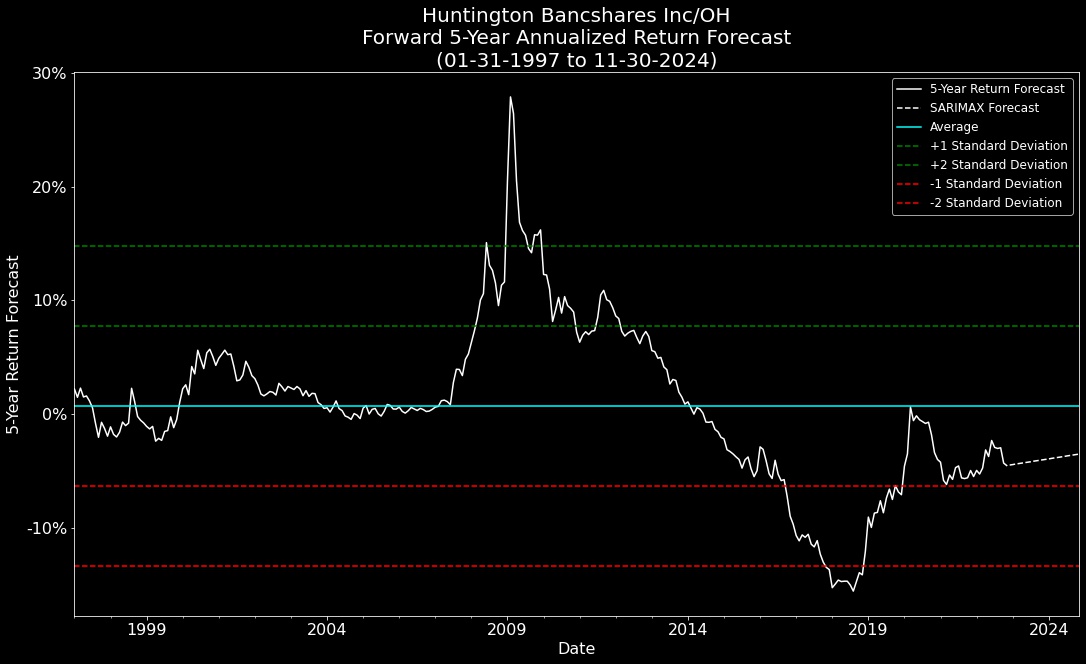 Huntington Bancshares Inc/OH
Forward 5-Year Annualized Return Forecast
(01-31-1997 to 11-30-2024)
5-Year Return Forecast
SARIMAX Forecast
Average
+1 Standard Deviation
+2 Standard Deviation
-1 Standard Deviation
-2 Standard Deviation
5-Year Return Forecast
30%
20%
10%
0%
-10%
1999
2004
2009
2014
2019
2024
Date